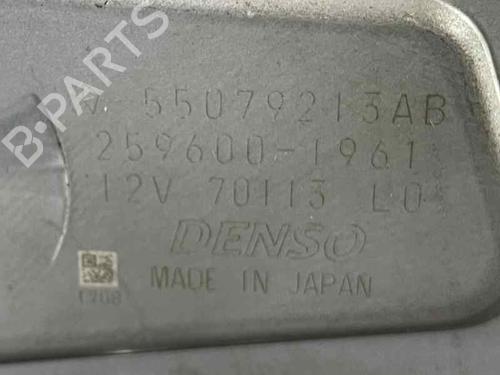 B-PARTS
55079213AB
259600-1961
12V 70113 L0
DENSO
MADE IN JAPAN